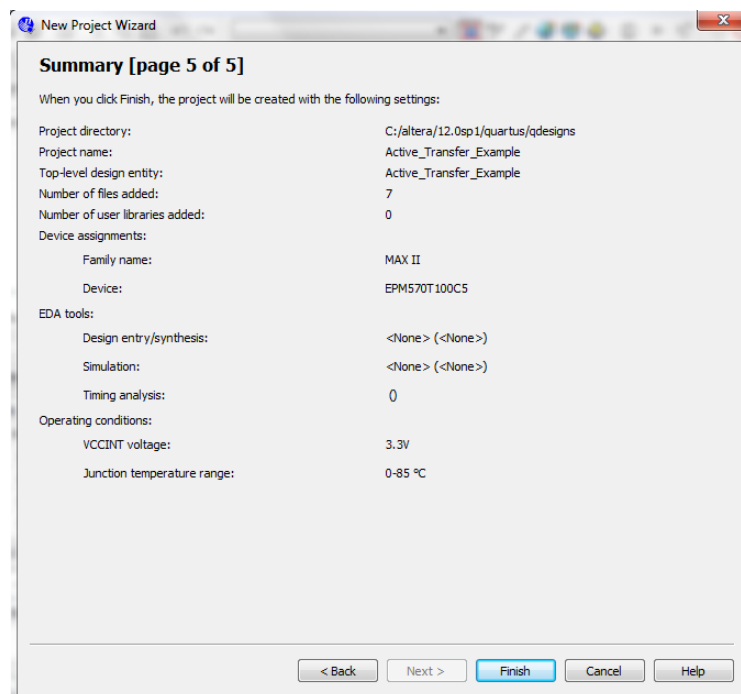 New Project Wizard
Summary [page 5 of 5]
When you click Finish, the project will be created with the following settings:
Project directory: C:/altera/12.0sp1/quartus/qdesigns
Project name: Active_Transfer_Example
Top-level design entity: Active_Transfer_Example
Number of files added: 7
Number of user libraries added: 0
Device assignments:
Family name: MAX II
Device: EPM570T100C5
EDA tools:
Design entry/synthesis: <None> (<None>)
Simulation: <None> (<None>)
Timing analysis: ()
Operating conditions:
VCCINT voltage: 3.3V
Junction temperature range: 0-85 ºC
< Back Next > Finish Cancel Help